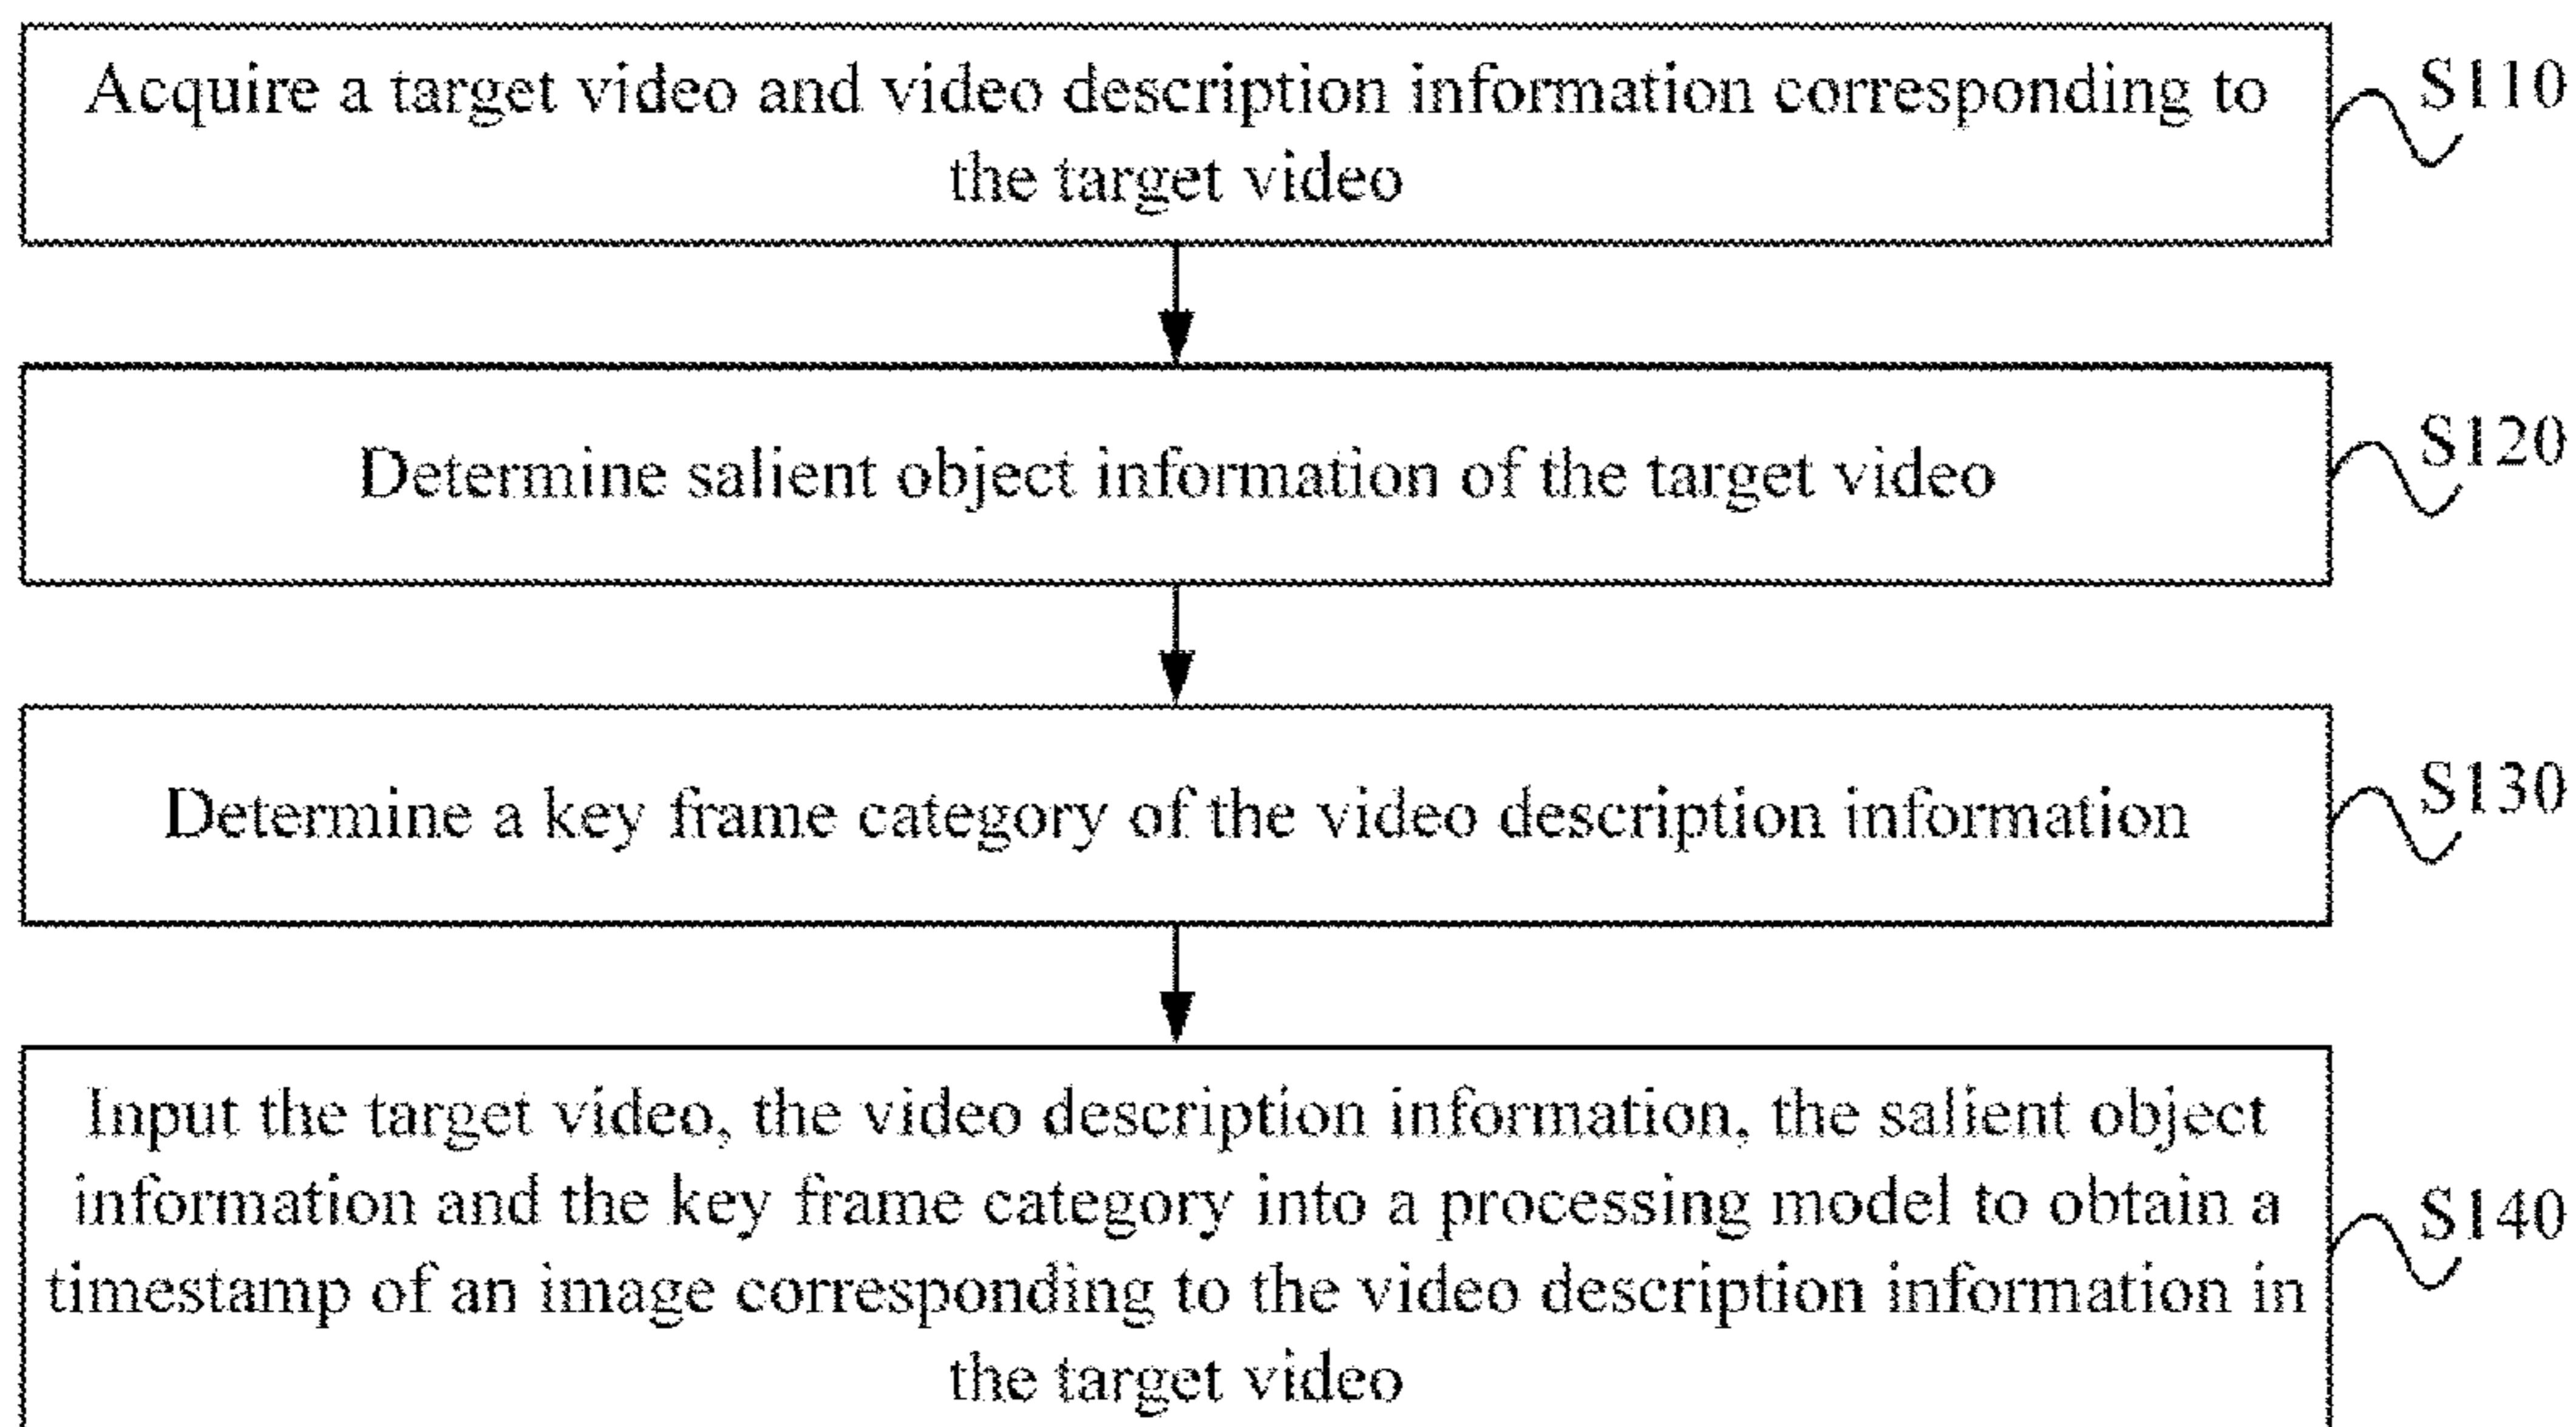 Acquire a target video and video description information corresponding to
the target video
S110
Determine salient object information of the target video
S120
Determine a key frame category of the video description information
S130
Input the target video, the video description information, the salient object
information and the key frame category into a processing model to obtain a
timestamp of an image corresponding to the video description information in
the target video
S140